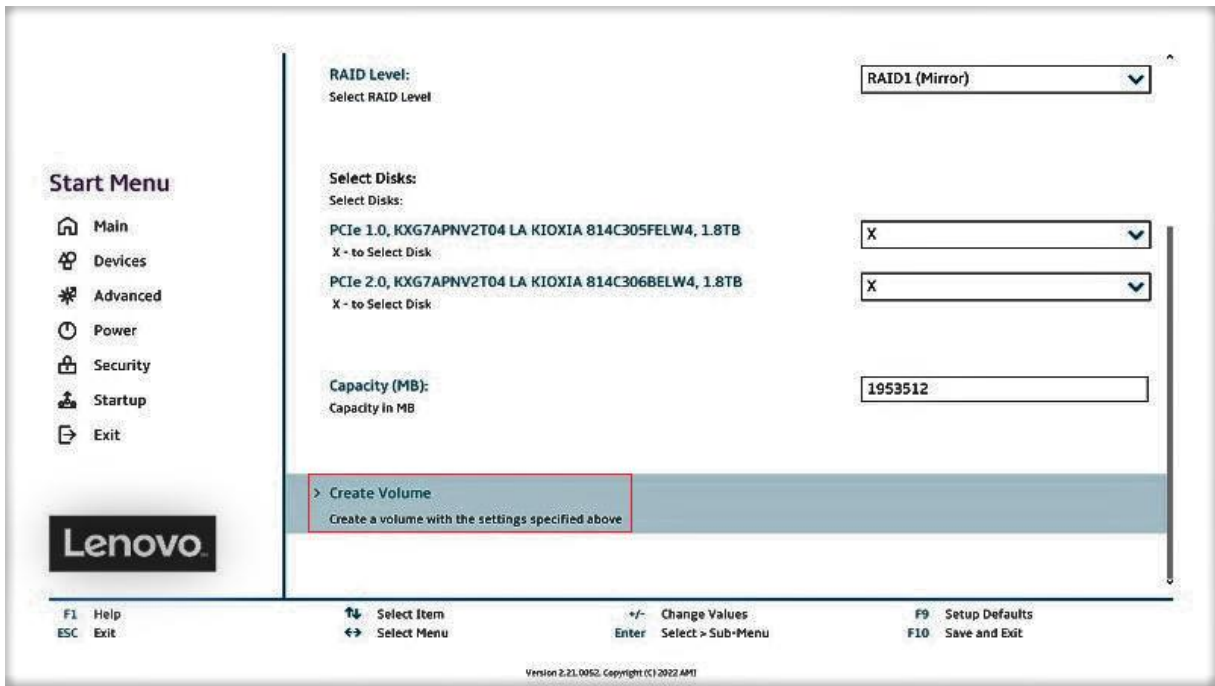 RAID Level:
RAID1 (Mirror)
Select RAID Level
Start Menu
Main
Devices
Advanced
Power
Security
Startup
Exit
Lenovo
Select Disks:
Select Disks:
PCIe 1.0, KXG7APNV2T04 LA KIOXIA 814C305FELW4, 1.8TB
X
X - to Select Disk
PCIe 2.0, KXG7APNV2T04 LA KIOXIA 814C306BELW4, 1.8TB
X
X - to Select Disk
Capacity (MB):
1953512
Capacity in MB
> Create Volume
Create a volume with the settings specified above
F1 Help
ESC Exit
↑↓ Select Item
↔ Select Menu
+/- Change Values
Enter Select > Sub-Menu
F9 Setup Defaults
F10 Save and Exit
Version 2.21.0052. Copyright (C) 2022 AMI